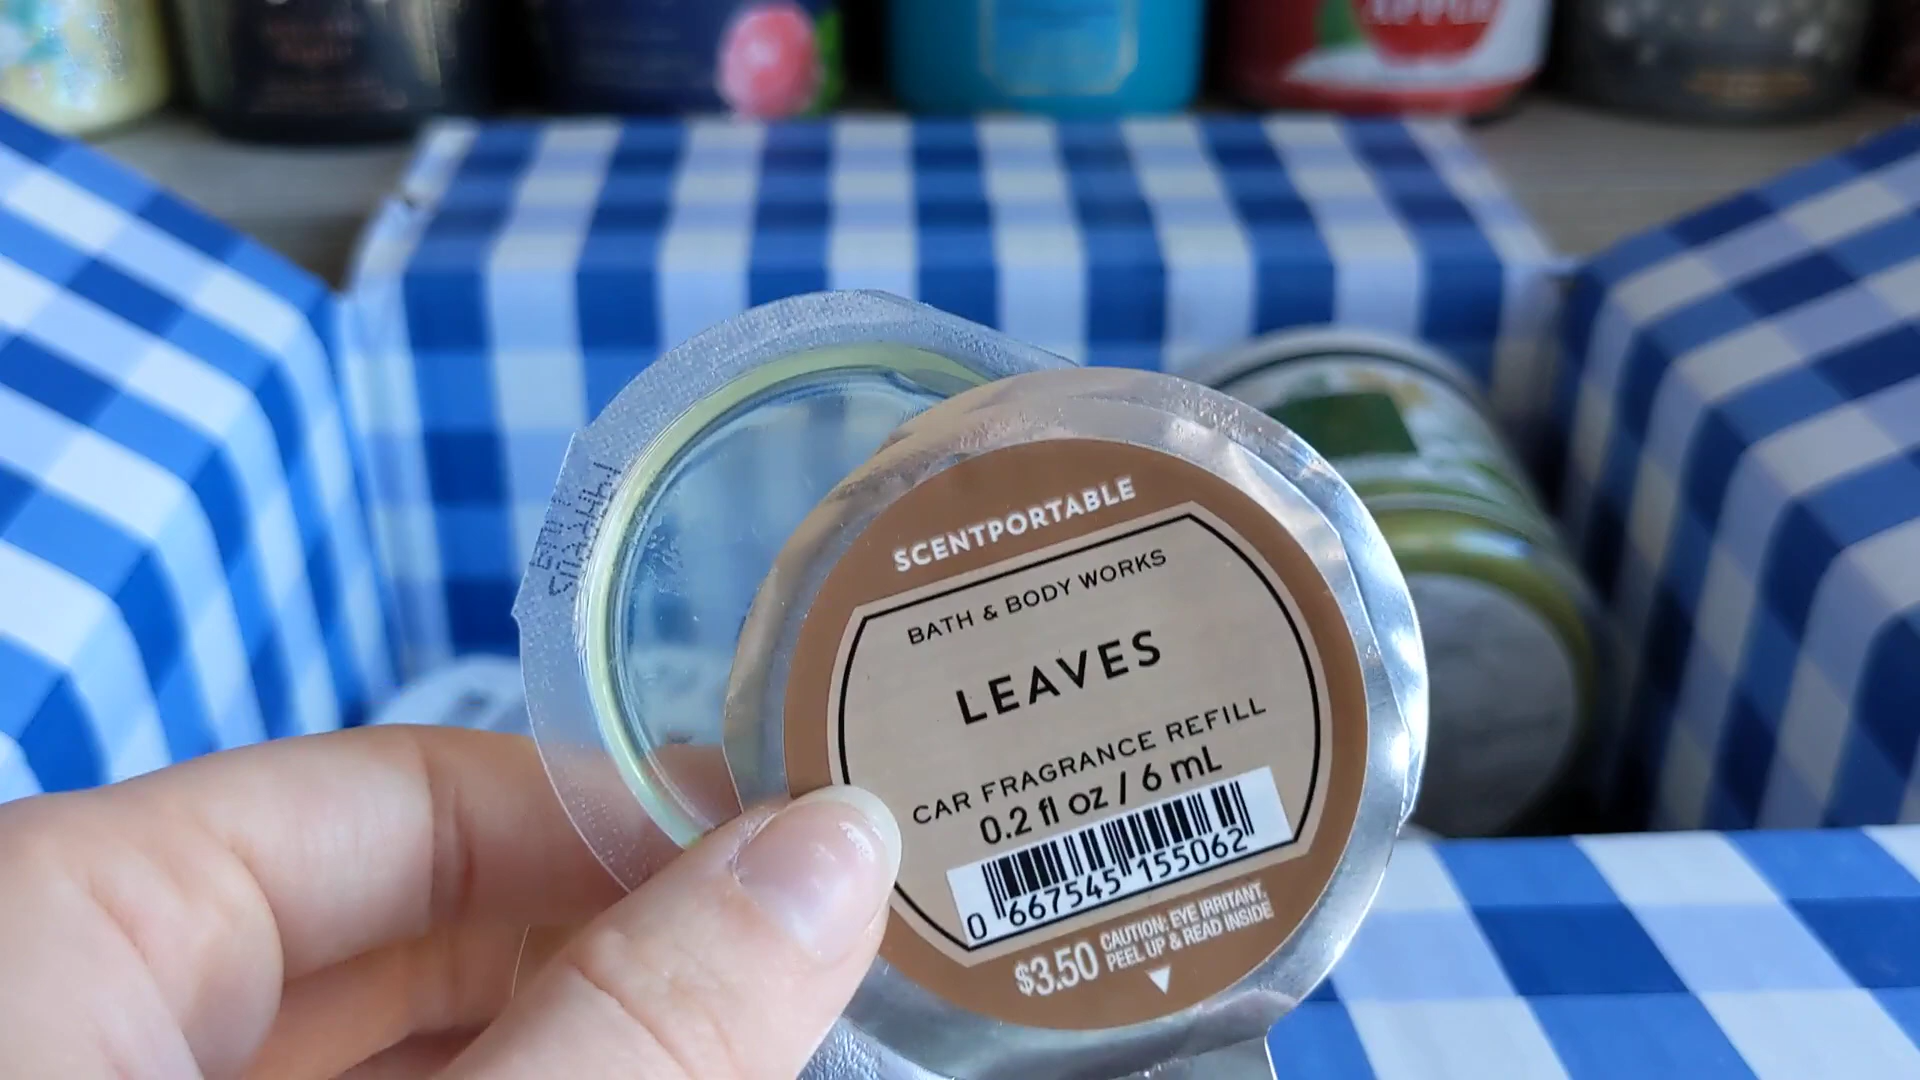 APPLE
SCENTPORTABLE
BATH & BODY WORKS
LEAVES
CAR FRAGRANCE REFILL
0.2 fl oz / 6 mL
0 667545 155062
$3.50 CAUTION: EYE IRRITANT,
PEEL UP & READ INSIDE